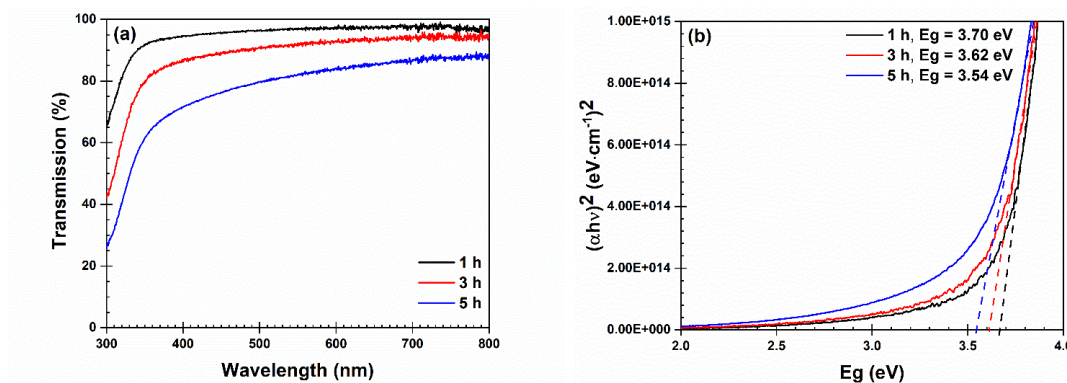 (a)
100
80
60
40
20
0
Transmission (%)
300 400 500 600 700 800
Wavelength (nm)
1 h
3 h
5 h
(b)
1.00E+015
8.00E+014
6.00E+014
4.00E+014
2.00E+014
0.00E+000
(αhν)² (eV·cm⁻¹)²
2.0 2.5 3.0 3.5 4.0
Eg (eV)
1 h, Eg = 3.70 eV
3 h, Eg = 3.62 eV
5 h, Eg = 3.54 eV